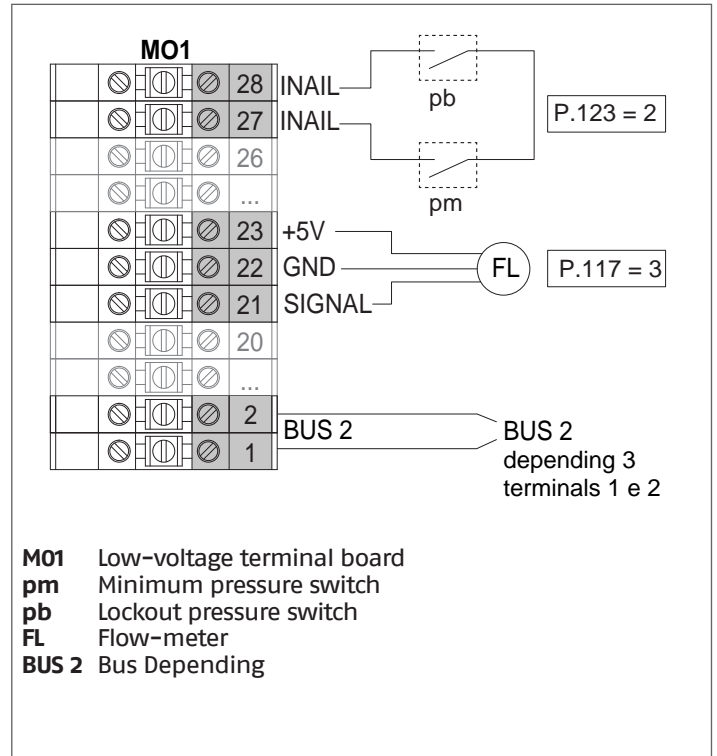 MO1
28 INAIL
pb
P.123 = 2
27 INAIL
26
pm
...
23 +5V
22 GND
FL
P.117 = 3
21 SIGNAL
20
...
2
BUS 2
1
BUS 2
depending 3
terminals 1 e 2
M01 Low-voltage terminal board
pm Minimum pressure switch
pb Lockout pressure switch
FL Flow-meter
BUS 2 Bus Depending